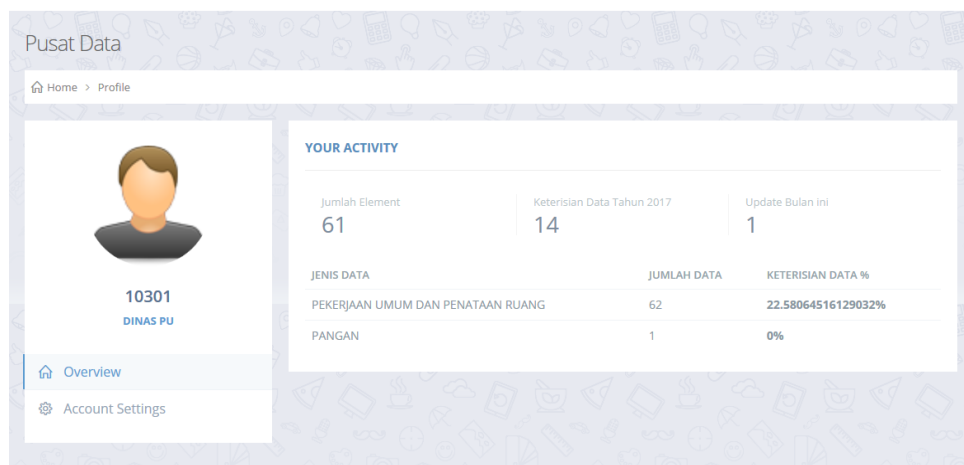 Pusat Data
Home > Profile
10301
DINAS PU
Overview
Account Settings
YOUR ACTIVITY
Jumlah Element
61
Keterisian Data Tahun 2017
14
Update Bulan ini
1
JENIS DATA JUMLAH DATA KETERISIAN DATA %
PEKERJAAN UMUM DAN PENATAAN RUANG 62 22.58064516129032%
PANGAN 1 0%